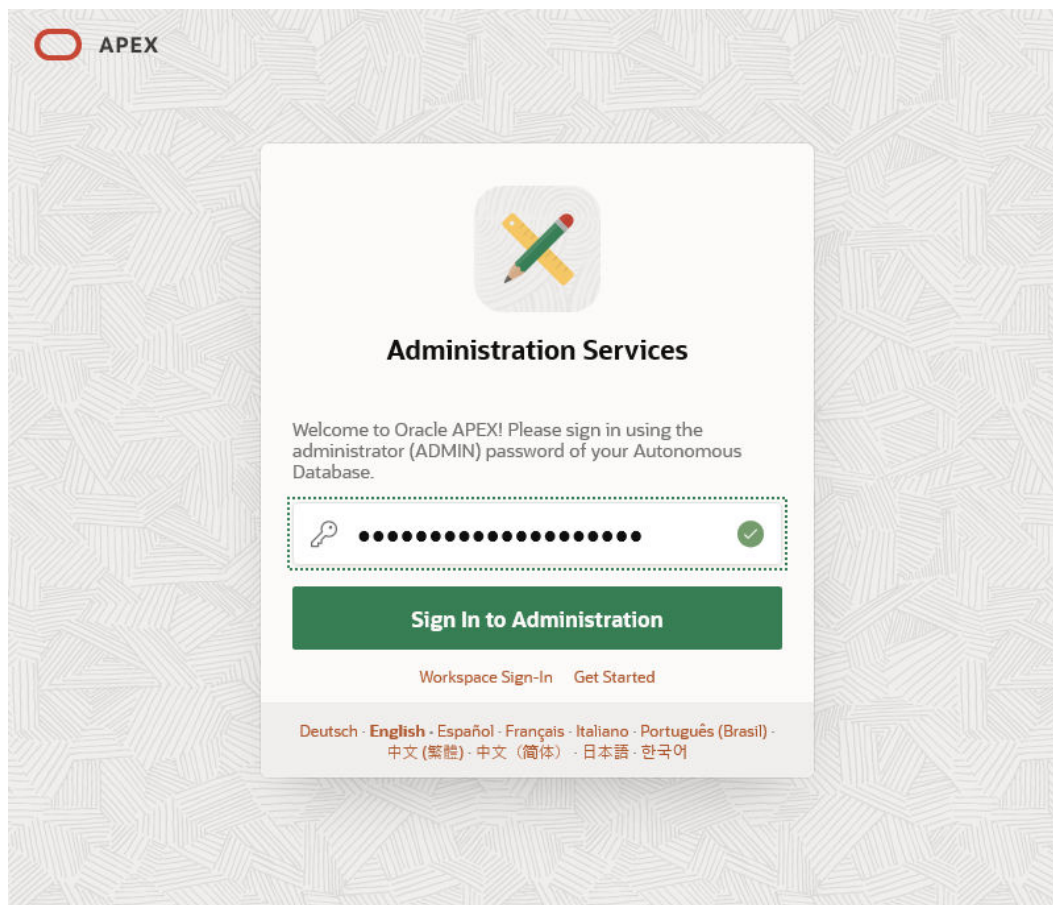 APEX
Administration Services
Welcome to Oracle APEX! Please sign in using the
administrator (ADMIN) password of your Autonomous
Database.
●●●●●●●●●●●●●●●●●●●●
Sign In to Administration
Workspace Sign-In Get Started
Deutsch · English · Español · Français · Italiano · Português (Brasil) ·
中文 (繁體) · 中文（简体） · 日本語 · 한국어